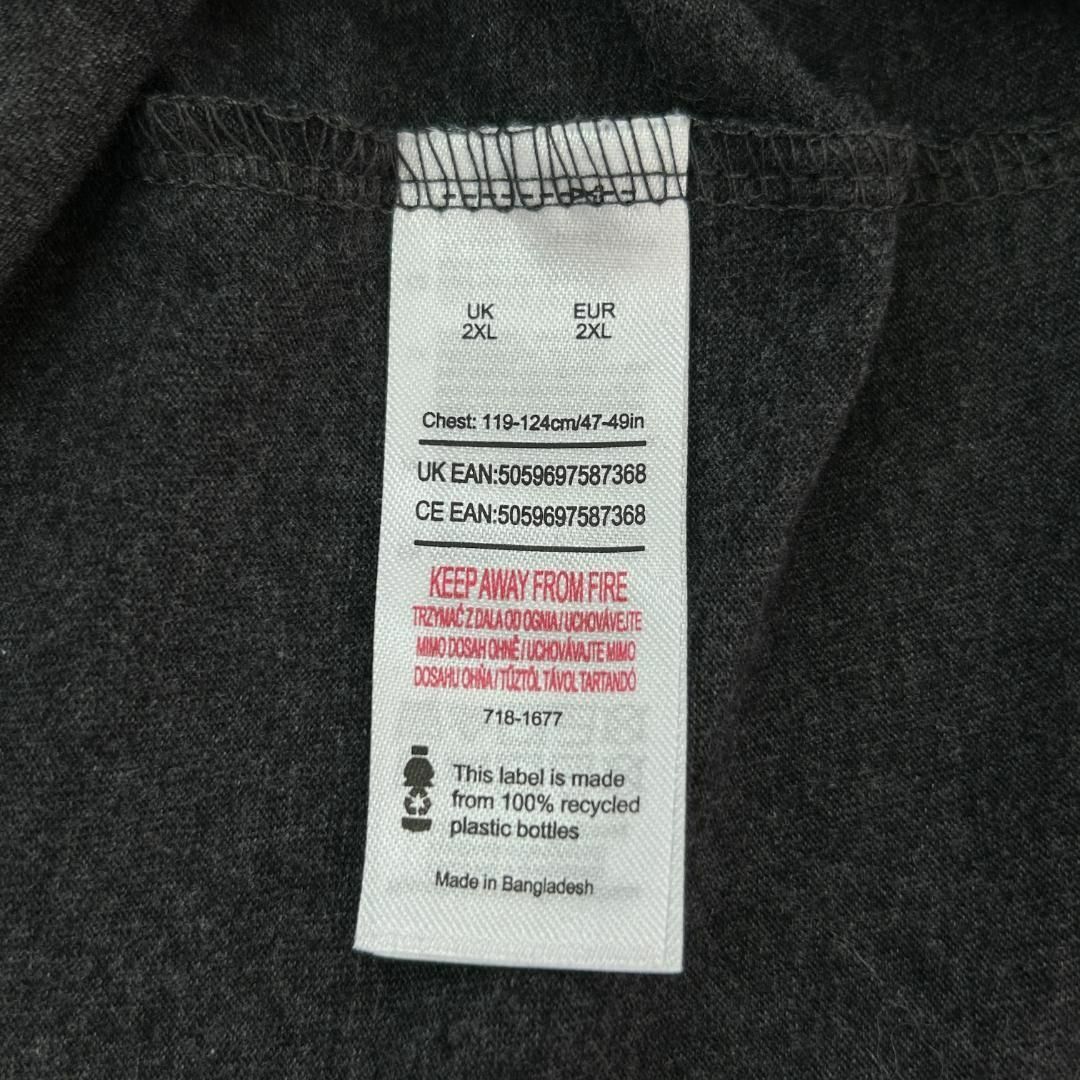 UK EUR
2XL 2XL
Chest: 119-124cm/47-49in
UK EAN:5059697587368
CE EAN:5059697587368
KEEP AWAY FROM FIRE
TRZYMAĆ Z DALA OD OGNIA / UCHOVÁVEJTE
MIMO DOSAH OHNĚ / UCHOVÁVAJTE MIMO
DOSAHU OHŇA / TŰZTŐL TÁVOL TARTANDÓ
718-1677
This label is made
from 100% recycled
plastic bottles
Made in Bangladesh